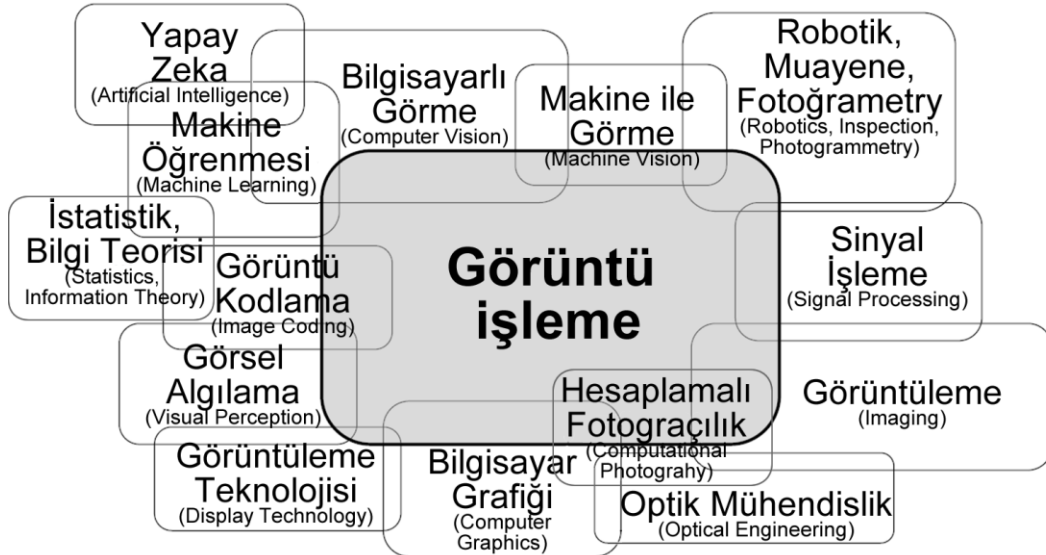 Yapay
Zeka
(Artificial Intelligence)
Bilgisayarlı
Görme
(Computer Vision)
Makine ile
Görme
(Machine Vision)
Robotik,
Muayene,
Fotoğrametry
(Robotics, Inspection,
Photogrammetry)
Makine
Öğrenmesi
(Machine Learning)
İstatistik,
Bilgi Teorisi
(Statistics,
Information Theory)
Görüntü
Kodlama
(Image Coding)
Görüntü
işleme
Sinyal
İşleme
(Signal Processing)
Görsel
Algılama
(Visual Perception)
Hesaplamalı
Fotograçılık
(Computational
Photograhy)
Görüntüleme
(Imaging)
Görüntüleme
Teknolojisi
(Display Technology)
Bilgisayar
Grafiği
(Computer
Graphics)
Optik Mühendislik
(Optical Engineering)